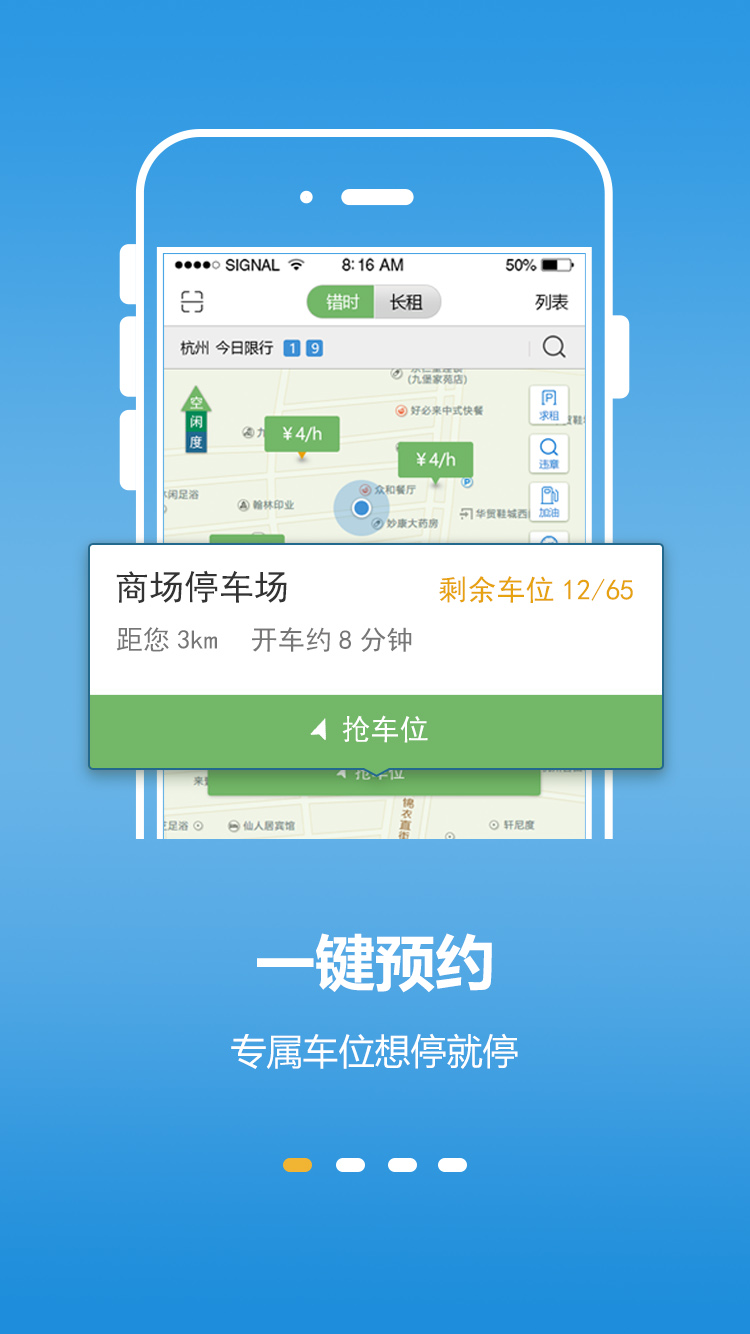 SIGNAL 8:16 AM 50%
错时 长租 列表
杭州 今日限行 1 9
(九堡家苑店)
空
闲
度
好必来中式快餐
P
求租
¥4/h
¥4/h
违章
P
众和餐厅
翰林印业
妙康大药房
华贸鞋城西
加油
商场停车场 剩余车位 12/65
距您 3km 开车约 8 分钟
抢车位
抢车位
足浴
仙人居宾馆
锦衣直街
轩尼度
一键预约
专属车位想停就停